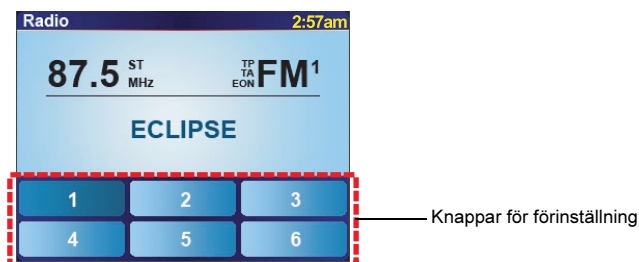 Radio 2:57am
87.5 ST MHz TP TA EON FM¹
ECLIPSE
1 2 3
Knappar för förinställning
4 5 6